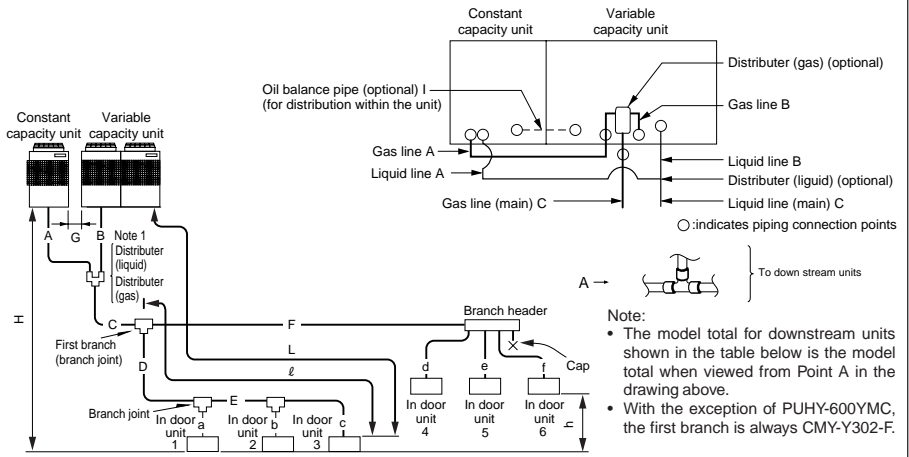 Constant
capacity unit
Variable
capacity unit
Distributer (gas) (optional)
Oil balance pipe (optional) I
(for distribution within the unit)
Gas line B
Constant
capacity unit
Variable
capacity unit
Gas line A
Liquid line A
Liquid line B
Distributer (liguid) (optional)
Gas line (main) C
Liquid line (main) C
:indicates piping connection points
A
G
B
Note 1
Distributer
(liquid)
Distributer
(gas)
A
To down stream units
H
C
First branch
(branch joint)
F
Branch header
L
ℓ
D
d
e
f
Cap
E
Branch joint
In door
unit
1
a
In door
unit
2
b
In door
unit
3
c
In door
unit
4
In door
unit
5
In door
unit
6
h
Note:
• The model total for downstream units
shown in the table below is the model
total when viewed from Point A in the
drawing above.
• With the exception of PUHY-600YMC,
the first branch is always CMY-Y302-F.